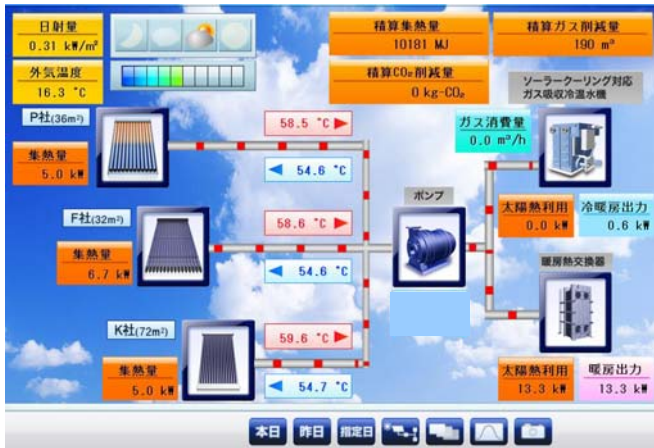 日射量
0.31 kW/m²
外気温度
16.3 ℃
積算集熱量
10181 MJ
積算ガス削減量
190 m³
積算CO₂削減量
0 kg-CO₂
ソーラークーリング対応
ガス吸収冷温水機
P社(36m²)
集熱量
5.0 kW
58.5 ℃
54.6 ℃
ガス消費量
0.0 m³/h
太陽熱利用
0.0 kW
冷暖房出力
0.6 kW
F社(32m²)
集熱量
6.7 kW
58.6 ℃
54.6 ℃
ポンプ
暖房熱交換器
K社(72m²)
集熱量
5.0 kW
59.6 ℃
54.7 ℃
太陽熱利用
13.3 kW
暖房出力
13.3 kW
本日
昨日
指定日